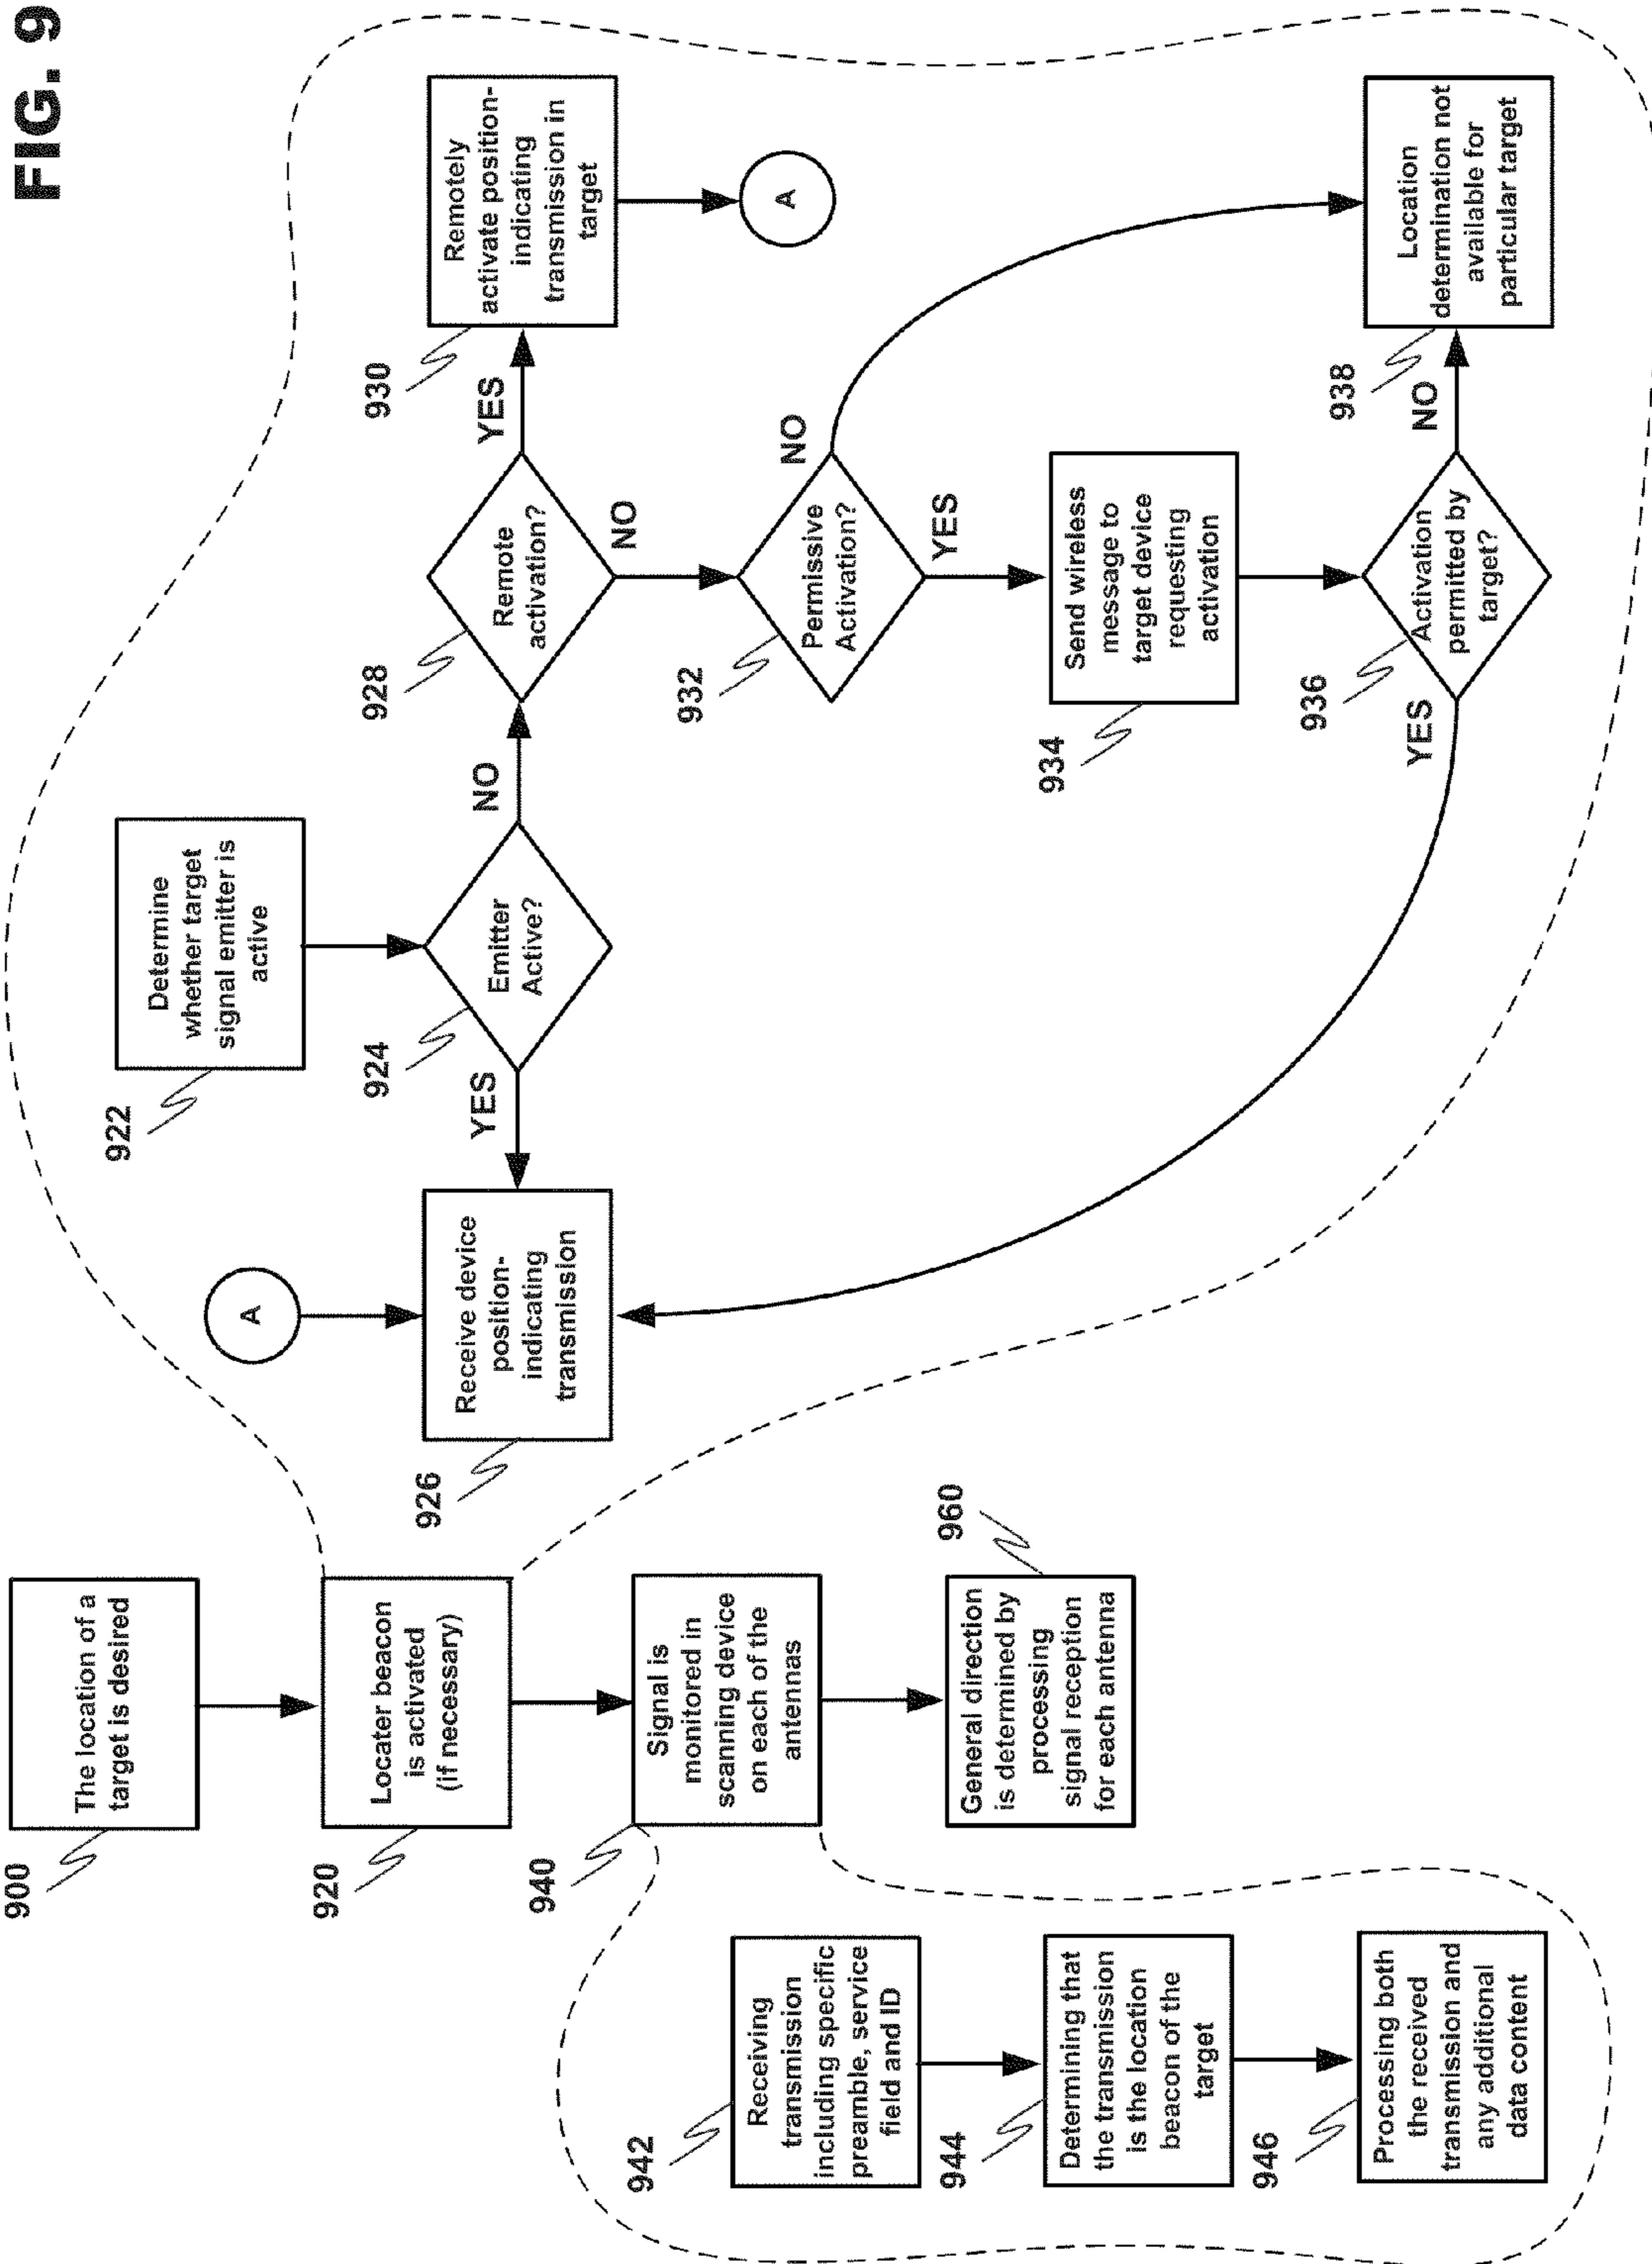 FIG. 9
900
The location of a
target is desired
920
Locater beacon
is activated
(if necessary)
940
Signal is
monitored in
scanning device
on each of the
antennas
960
General direction
is determined by
processing
signal reception
for each antenna
922
Determine
whether target
signal emitter is
active
924
Emitter
Active?
YES
NO
A
926
Receive device
position-
indicating
transmission
928
Remote
activation?
YES
NO
930
Remotely
activate position-
indicating
transmission in
target
A
932
Permissive
Activation?
NO
YES
934
Send wireless
message to
target device
requesting
activation
936
Activation
permitted by
target?
YES
NO
938
Location
determination not
available for
particular target
942
Receiving
transmission
including specific
preamble, service
field and ID
944
Determining that
the transmission
is the location
beacon of the
target
946
Processing both
the received
transmission and
any additional
data content